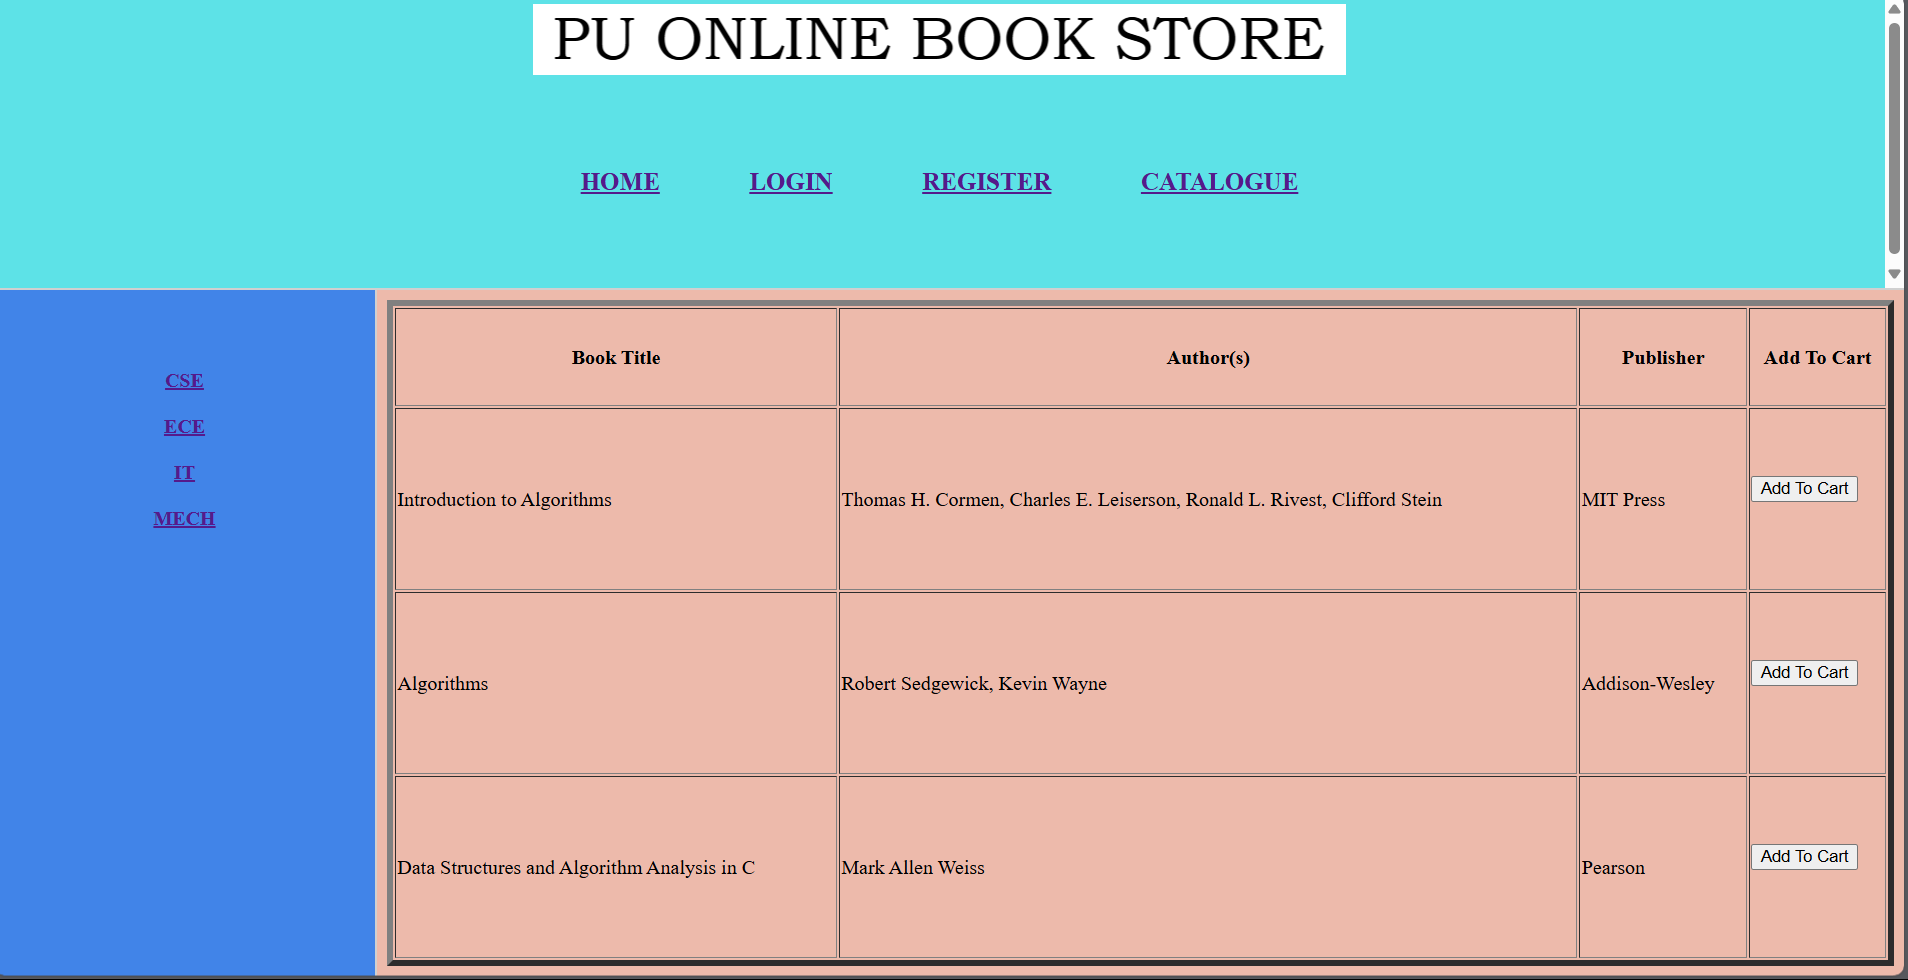 PU ONLINE BOOK STORE
HOME LOGIN REGISTER CATALOGUE
CSE
ECE
IT
MECH
Book Title Author(s) Publisher Add To Cart
Introduction to Algorithms Thomas H. Cormen, Charles E. Leiserson, Ronald L. Rivest, Clifford Stein MIT Press Add To Cart
Algorithms Robert Sedgewick, Kevin Wayne Addison-Wesley Add To Cart
Data Structures and Algorithm Analysis in C Mark Allen Weiss Pearson Add To Cart